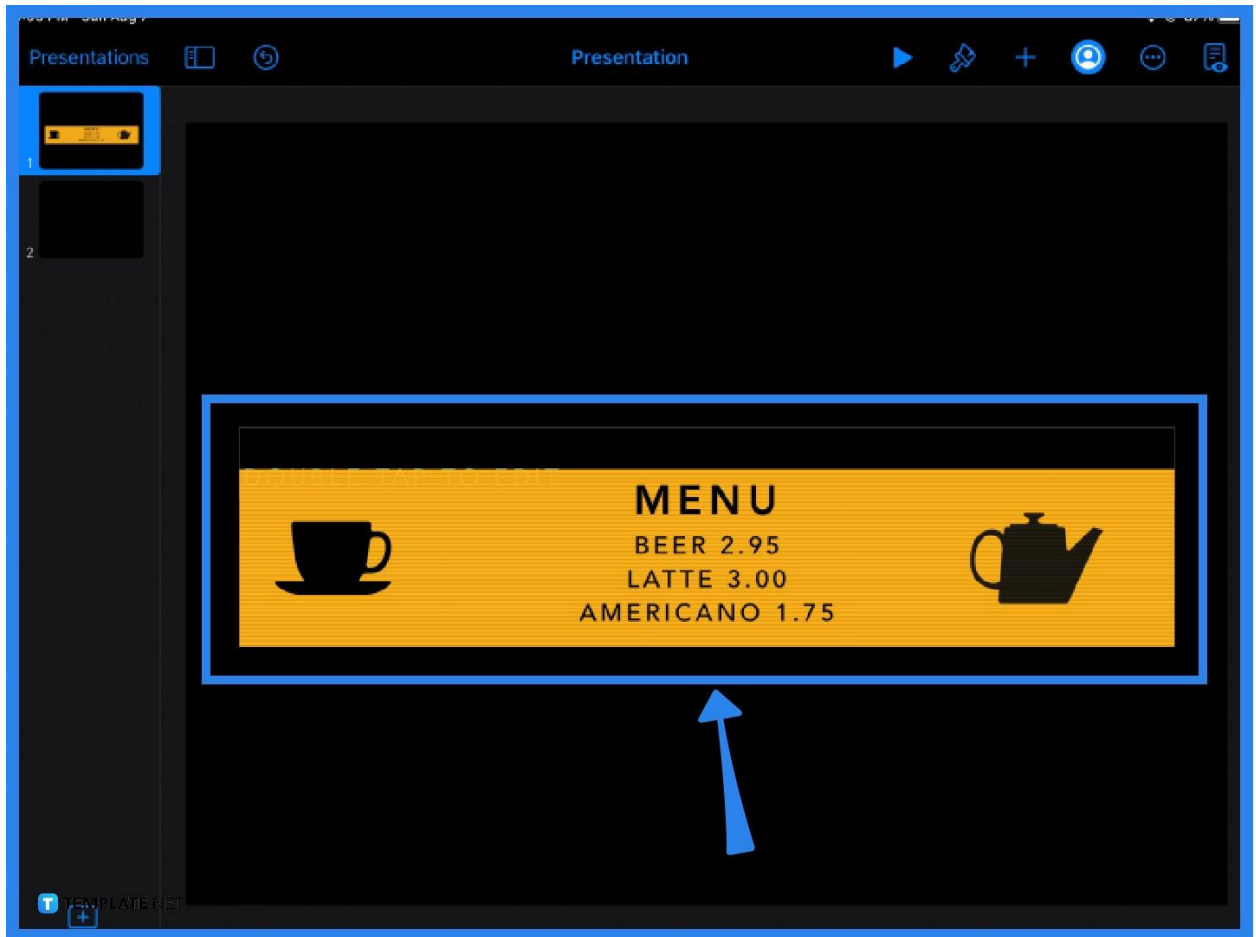 Presentations
Presentation
1
2
DOUBLE TAP TO EDIT
MENU
BEER 2.95
LATTE 3.00
AMERICANO 1.75
T TEMPLATE.NET